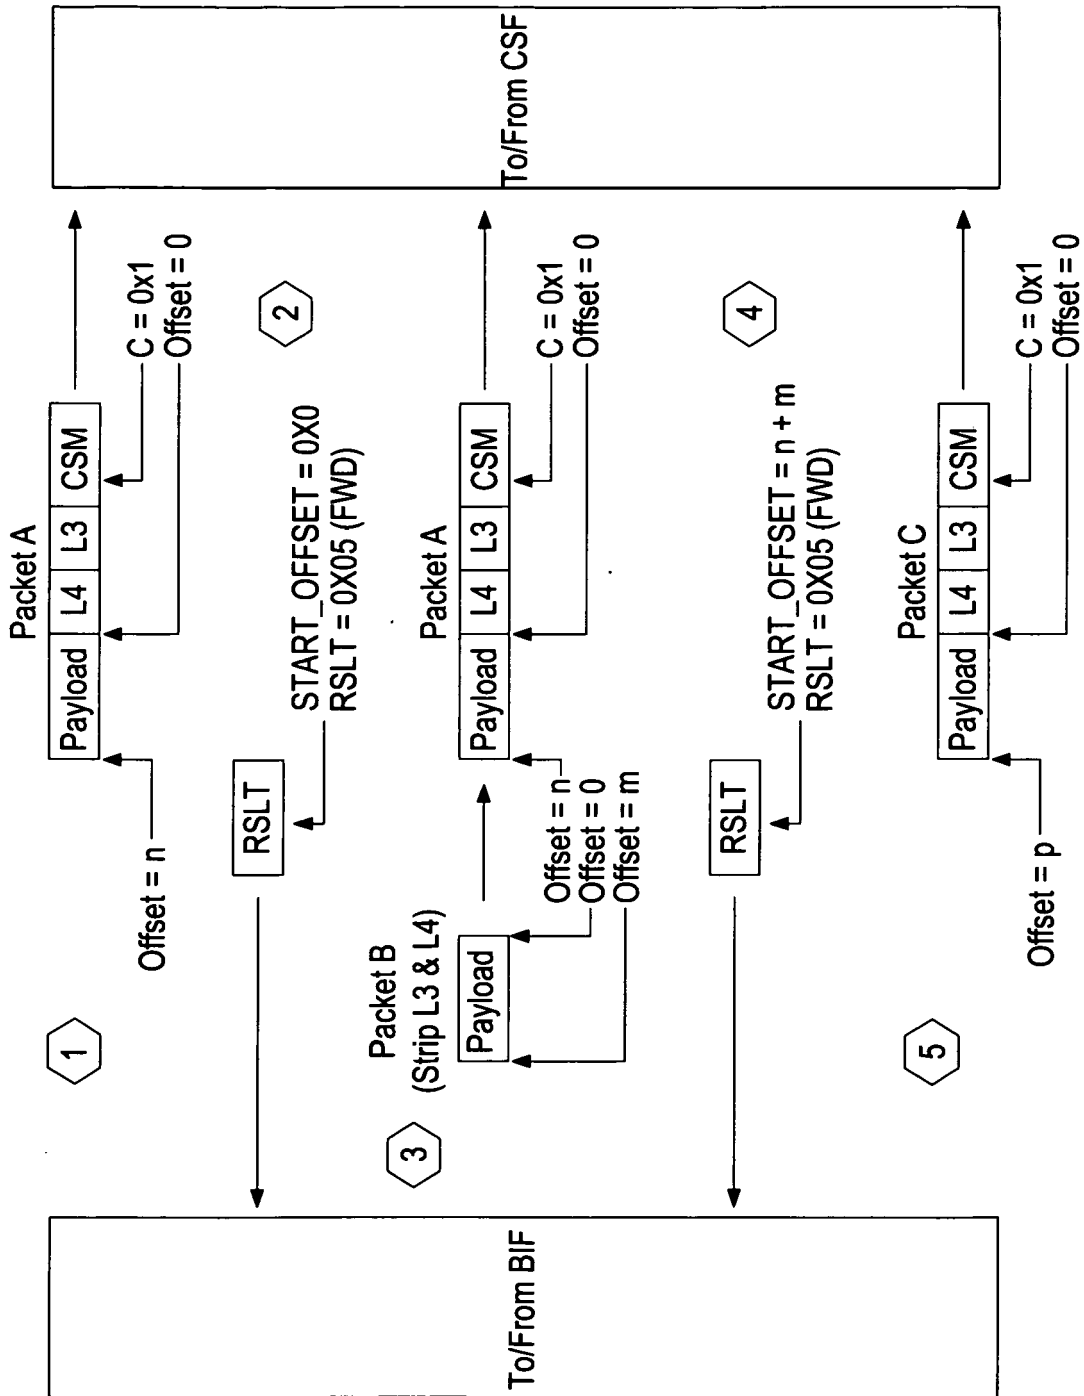 To/From CSF
Packet A
Payload
L4
L3
CSM
Offset = n
C = 0x1
Offset = 0
1
2
RSLT
START_OFFSET = 0X0
RSLT = 0X05 (FWD)
3
Packet B
(Strip L3 & L4)
Payload
Offset = n
Offset = 0
Offset = m
Packet A
Payload
L4
L3
CSM
C = 0x1
Offset = 0
4
RSLT
START_OFFSET = n + m
RSLT = 0X05 (FWD)
5
Packet C
Payload
L4
L3
CSM
Offset = p
C = 0x1
Offset = 0
To/From BIF